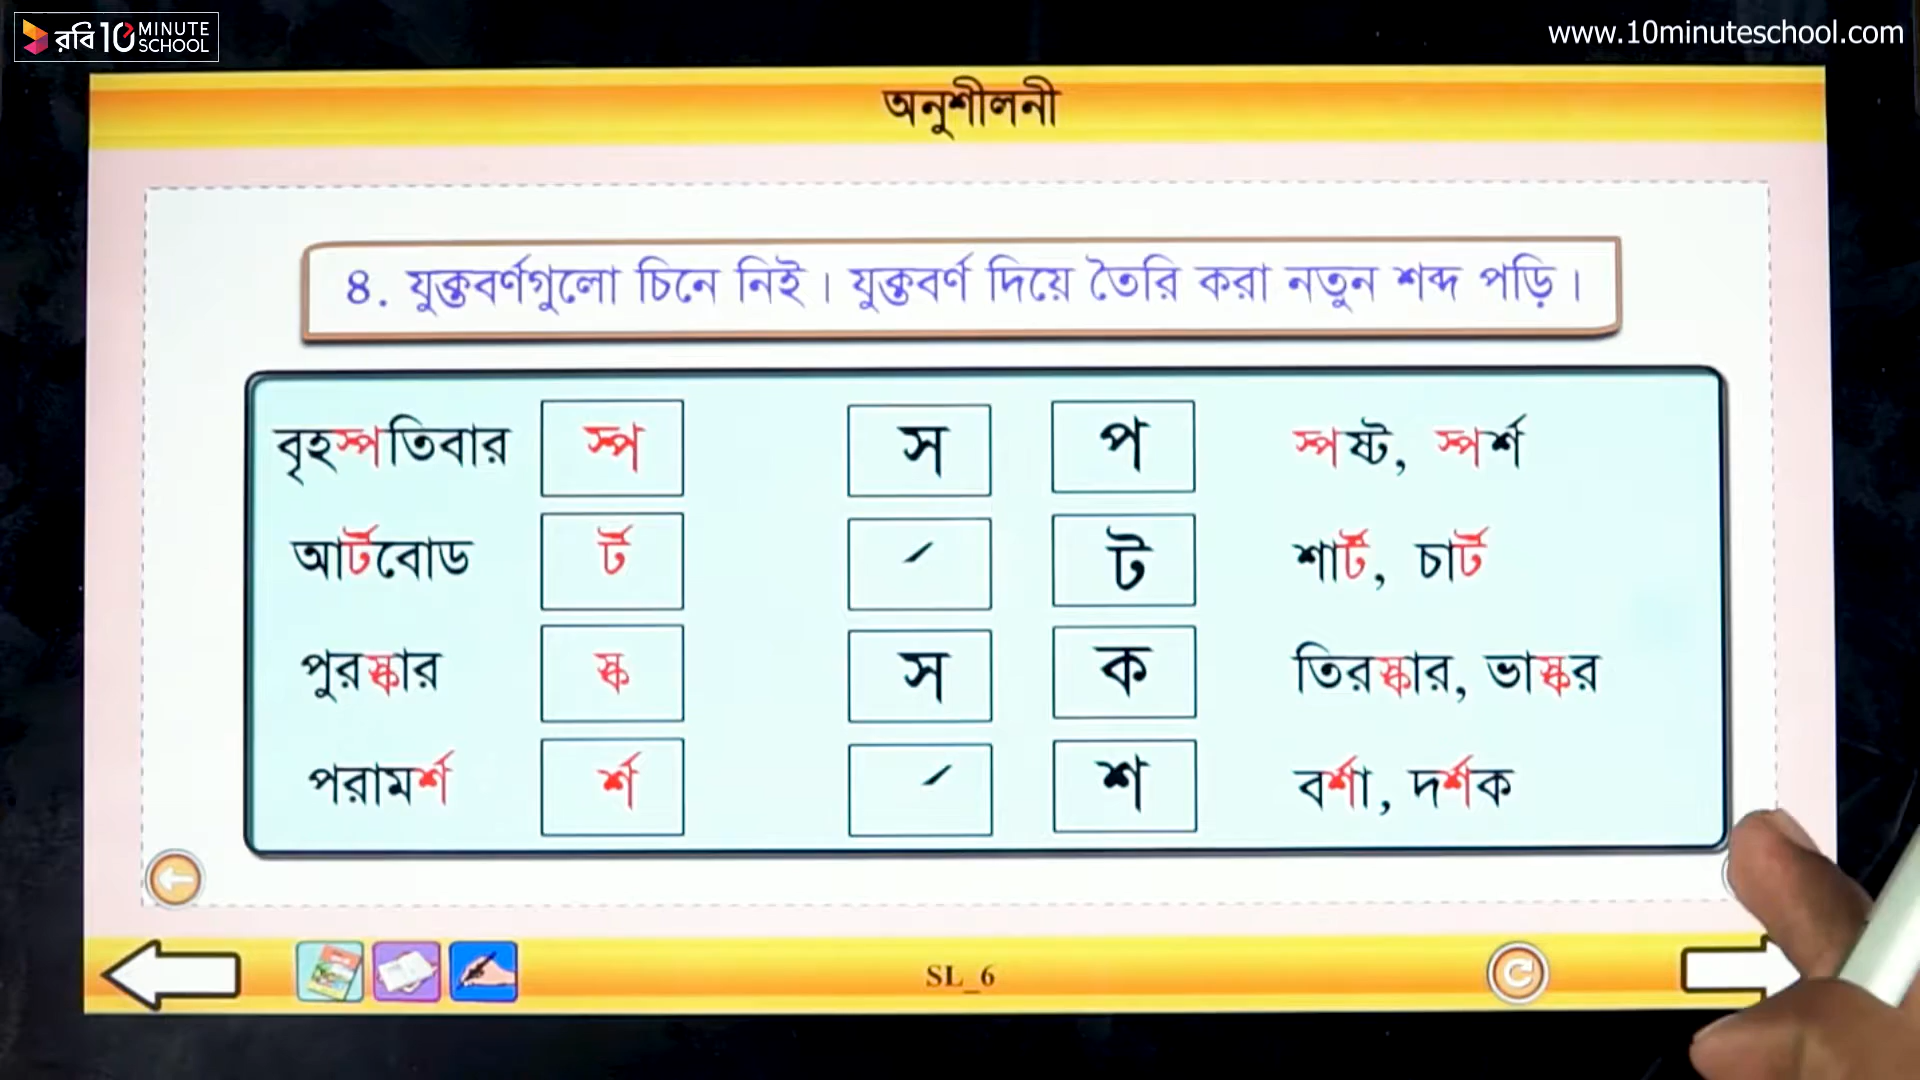 রবি 10 MINUTE SCHOOL
www.10minuteschool.com
অনুশীলনী
৪. যুক্তবর্ণগুলো চিনে নিই। যুক্তবর্ণ দিয়ে তৈরি করা নতুন শব্দ পড়ি।
বৃহস্পতিবার স্প স প স্পষ্ট, স্পর্শ
আর্টবোড র্ট ´ ট শার্ট, চার্ট
পুরস্কার স্ক স ক তিরস্কার, ভাস্কর
পরামর্শ র্শ ´ শ বর্শা, দর্শক
SL_6